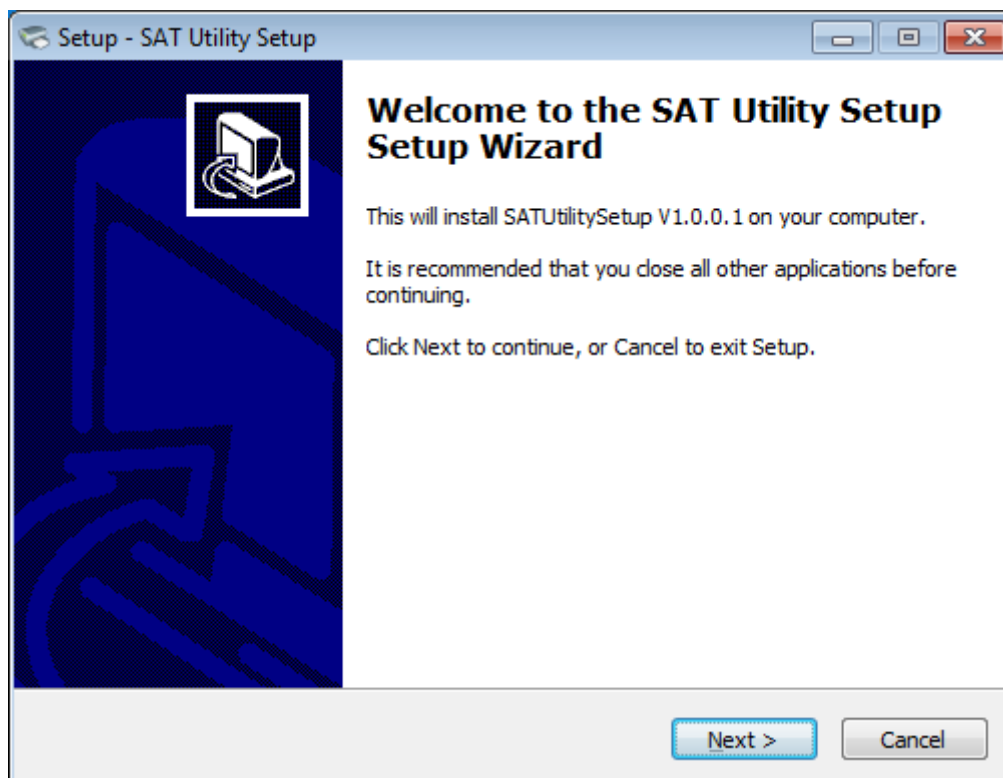 Setup - SAT Utility Setup
Welcome to the SAT Utility Setup
Setup Wizard
This will install SATUtilitySetup V1.0.0.1 on your computer.
It is recommended that you close all other applications before
continuing.
Click Next to continue, or Cancel to exit Setup.
Next >
Cancel